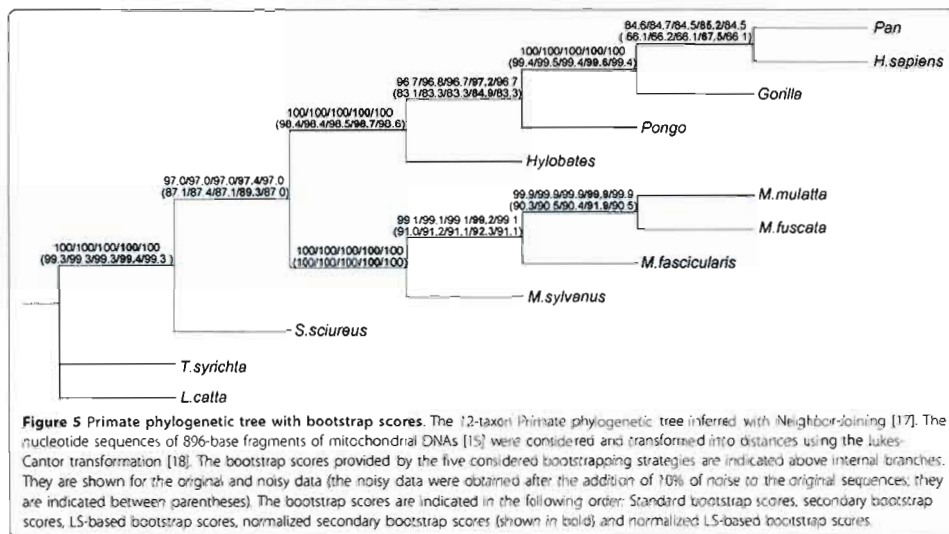 84.6/84.7/84.5/85.2/84.5
(66.1/66.2/66.1/67.5/66 1)
Pan
H.sapiens
100/100/100/100/100
(99.4/99.5/99.4/99.6/99.4)
Gorilla
96 7/96.8/96.7/97.2/96 7
(83 1/83.3/83.3/84.9/83.3)
Pongo
100/100/100/100/100
(98.4/98.4/98.5/98.7/98.6)
Hylobates
97.0/97.0/97.0/97.4/97.0
(87.1/87 4/87.1/89.3/87 0)
99.9/99.9/99.9/99.9/99.9
(90.3/90 5/90.4/91.9/90.5)
M.mulatta
M.fuscata
99 1/99.1/99 1/99.2/99 1
(91.0/91.2/91.1/92.3/91.1)
M.fascicularis
100/100/100/100/100
(100/100/100/100/100)
M.sylvanus
100/100/100/100/100
(99.3/99 3/99.3/99.4/99.3 )
S.sciureus
T.syrichta
L.catta
Figure 5 Primate phylogenetic tree with bootstrap scores. The 12-taxon Primate phylogenetic tree inferred with Neighbor-Joining [17]. The
nucleotide sequences of 896-base fragments of mitochondrial DNAs [15] were considered and transformed into distances using the Jukes-
Cantor transformation [18]. The bootstrap scores provided by the five considered bootstrapping strategies are indicated above internal branches.
They are shown for the original and noisy data (the noisy data were obtained after the addition of 10% of noise to the original sequences; they
are indicated between parentheses). The bootstrap scores are indicated in the following order: Standard bootstrap scores, secondary bootstrap
scores, LS-based bootstrap scores, normalized secondary bootstrap scores (shown in bold) and normalized LS-based bootstrap scores.